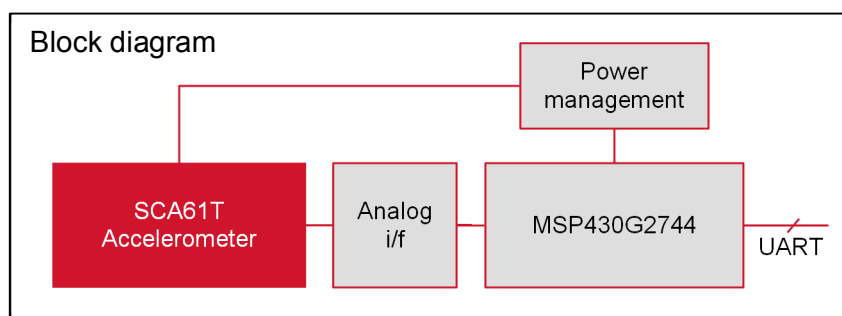 Block diagram
Power
management
SCA61T
Accelerometer
Analog
i/f
MSP430G2744
UART